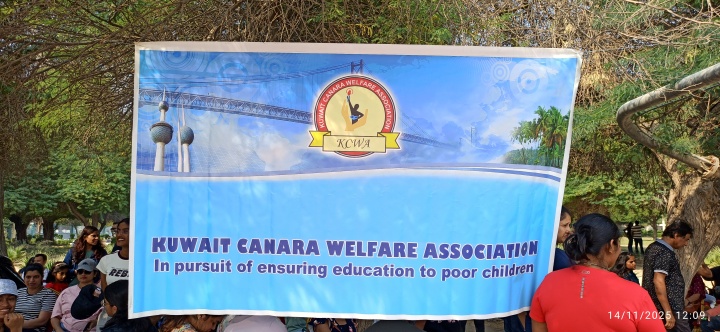 KUWAIT CANARA WELFARE ASSOCIATION
KCWA
KUWAIT CANARA WELFARE ASSOCIATION
In pursuit of ensuring education to poor children
14/11/2025 12:09